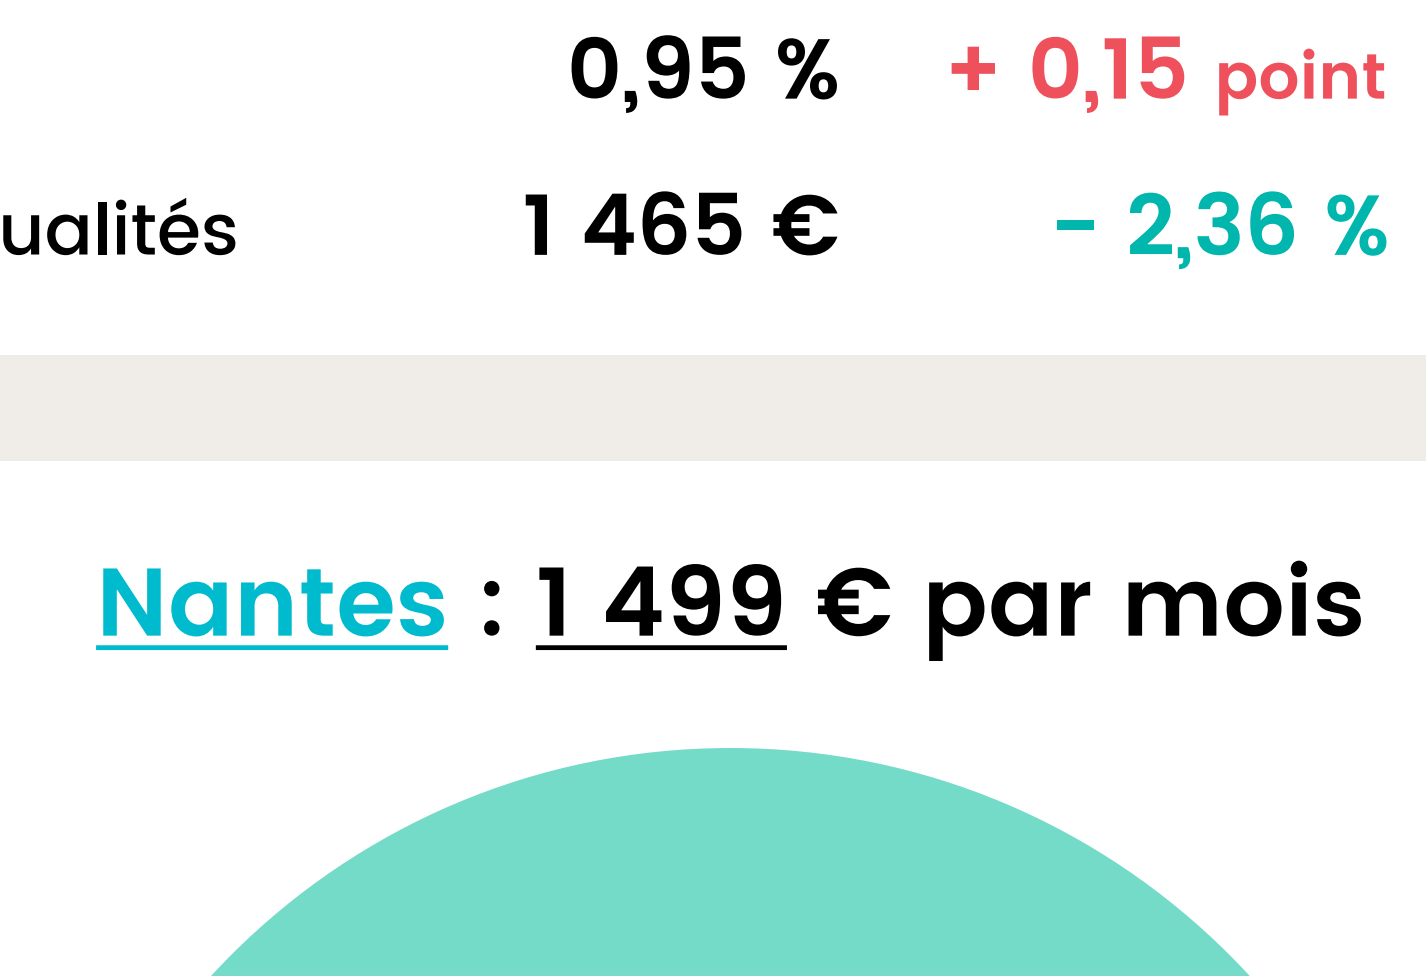 0,95 % + 0,15 point
ualités 1 465 € - 2,36 %
Nantes : 1 499 € par mois